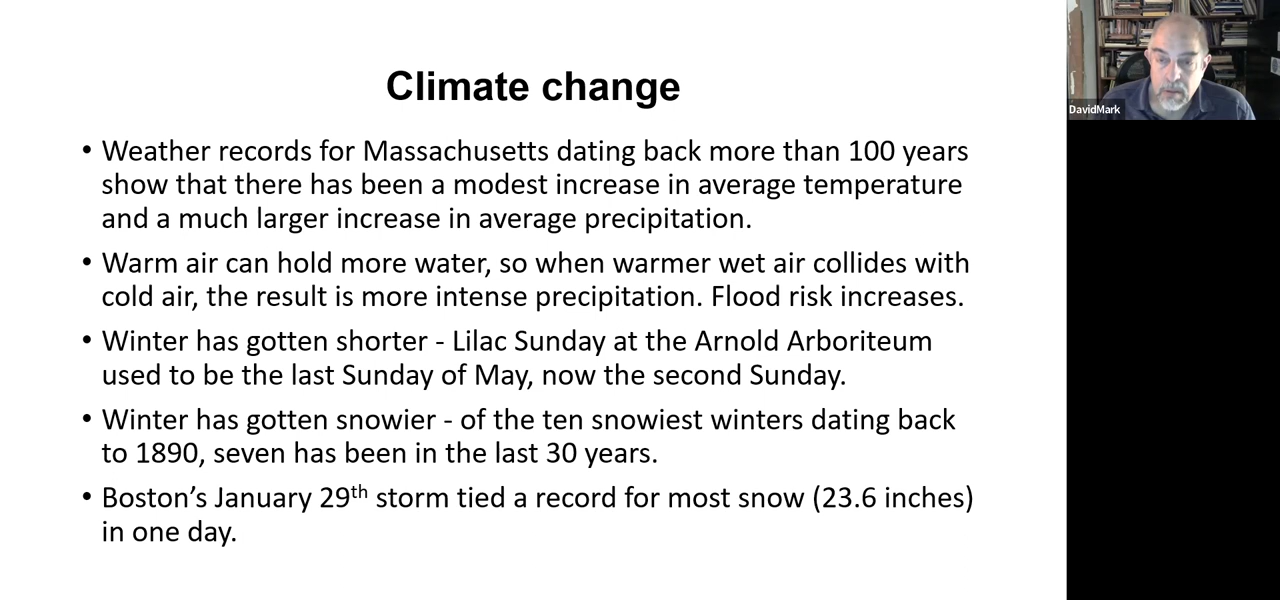 Climate change
• Weather records for Massachusetts dating back more than 100 years
show that there has been a modest increase in average temperature
and a much larger increase in average precipitation.
• Warm air can hold more water, so when warmer wet air collides with
cold air, the result is more intense precipitation. Flood risk increases.
• Winter has gotten shorter - Lilac Sunday at the Arnold Arboriteum
used to be the last Sunday of May, now the second Sunday.
• Winter has gotten snowier - of the ten snowiest winters dating back
to 1890, seven has been in the last 30 years.
• Boston’s January 29th storm tied a record for most snow (23.6 inches)
in one day.
DavidMark